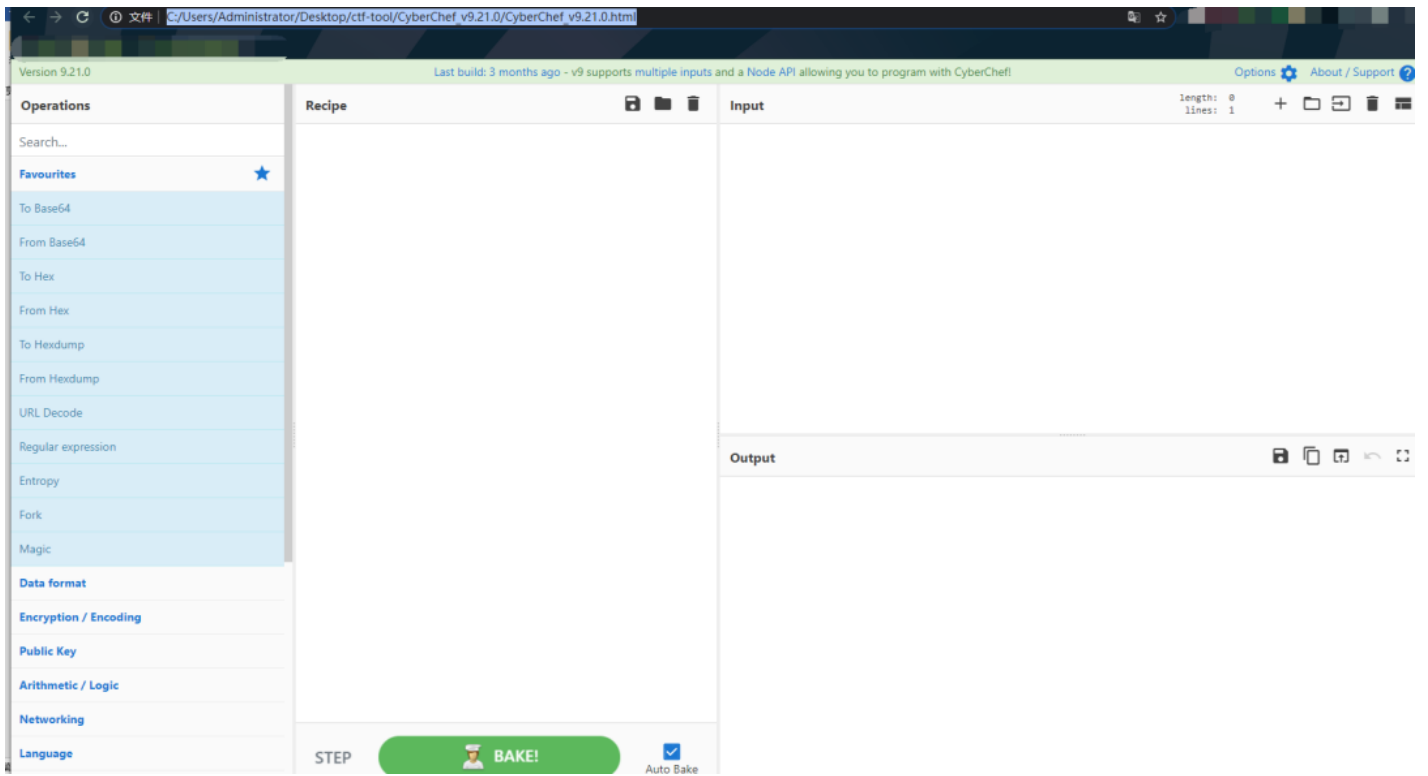 文件 C:/Users/Administrator/Desktop/ctf-tool/CyberChef_v9.21.0/CyberChef_v9.21.0.html
Version 9.21.0
Last build: 3 months ago - v9 supports multiple inputs and a Node API allowing you to program with CyberChef!
Options
About / Support
Operations
Search...
Favourites
To Base64
From Base64
To Hex
From Hex
To Hexdump
From Hexdump
URL Decode
Regular expression
Entropy
Fork
Magic
Data format
Encryption / Encoding
Public Key
Arithmetic / Logic
Networking
Language
Recipe
STEP
BAKE!
Auto Bake
Input
length: 0
lines: 1
Output